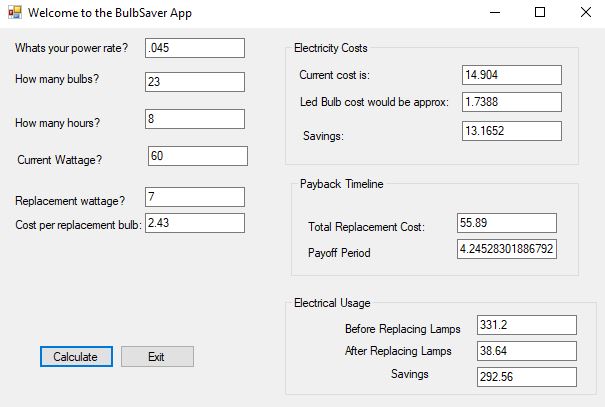 Welcome to the BulbSaver App
Whats your power rate? .045
How many bulbs? 23
How many hours? 8
Current Wattage? 60
Replacement wattage? 7
Cost per replacement bulb: 2.43
Calculate Exit
Electricity Costs
Current cost is: 14.904
Led Bulb cost would be approx: 1.7388
Savings: 13.1652
Payback Timeline
Total Replacement Cost: 55.89
Payoff Period 4.24528301886792
Electrical Usage
Before Replacing Lamps 331.2
After Replacing Lamps 38.64
Savings 292.56